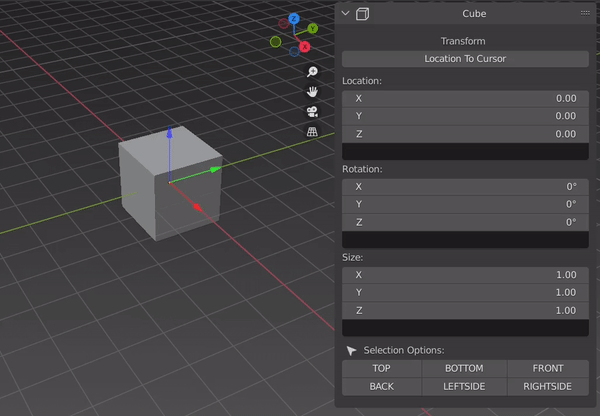 Z
Y
X
Cube
Transform
Location To Cursor
Location:
X 0.00
Y 0.00
Z 0.00
Rotation:
X 0°
Y 0°
Z 0°
Size:
X 1.00
Y 1.00
Z 1.00
Selection Options:
TOP BOTTOM FRONT
BACK LEFTSIDE RIGHTSIDE